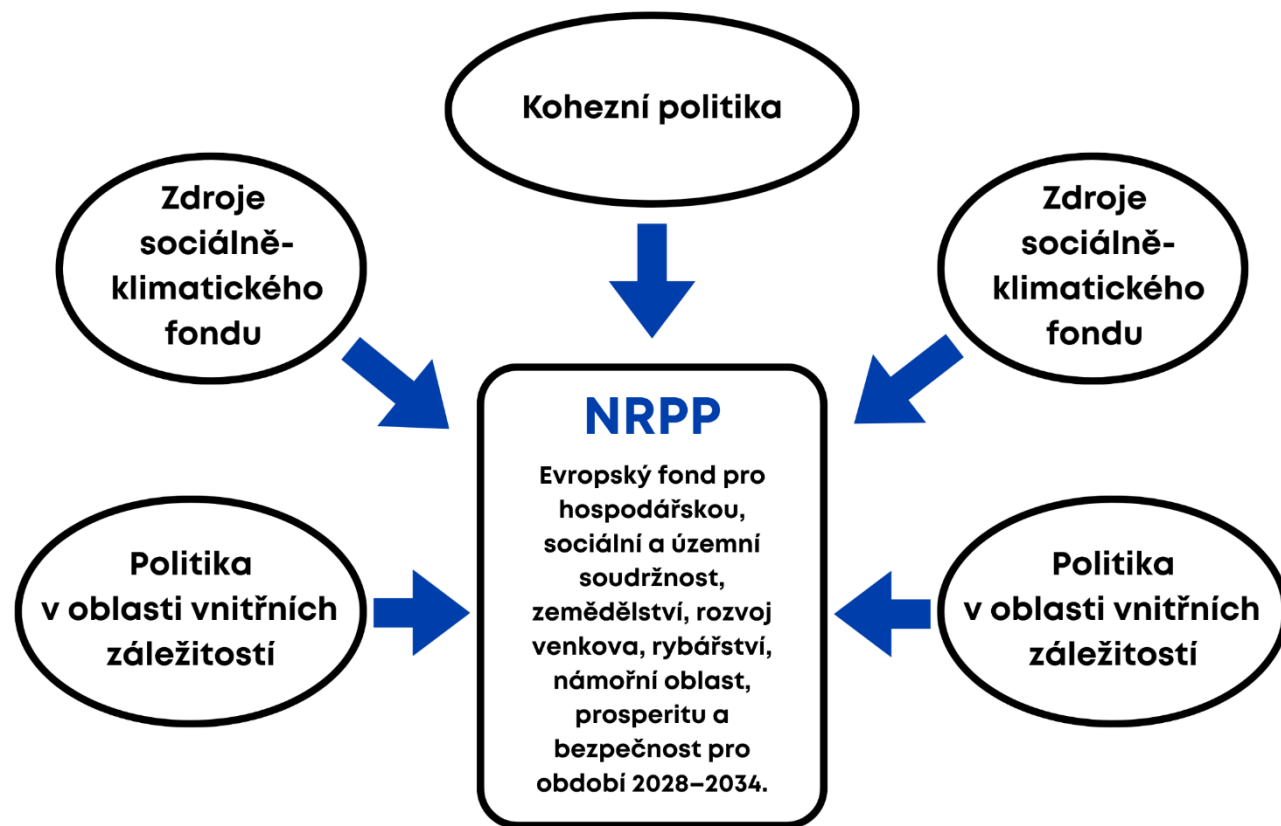 Kohezní politika
Zdroje
sociálně-
klimatického
fondu
Zdroje
sociálně-
klimatického
fondu
NRPP
Evropský fond pro
hospodářskou,
sociální a územní
soudržnost,
zemědělství, rozvoj
venkova, rybářství,
námořní oblast,
prosperitu a
bezpečnost pro
období 2028–2034.
Politika
v oblasti vnitřních
záležitostí
Politika
v oblasti vnitřních
záležitostí